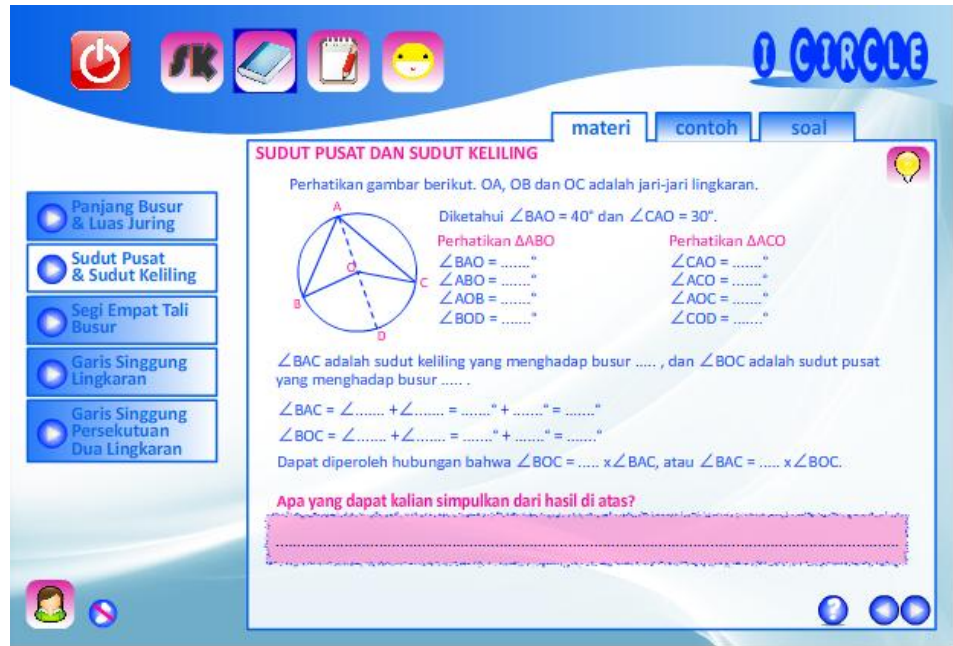 SK
I CIRCLE
materi contoh soal
SUDUT PUSAT DAN SUDUT KELILING
Perhatikan gambar berikut. OA, OB dan OC adalah jari-jari lingkaran.
Diketahui ∠BAO = 40° dan ∠CAO = 30°.
A
O
B
C
D
Perhatikan ΔABO
∠BAO = .......°
∠ABO = .......°
∠AOB = .......°
∠BOD = .......°
Perhatikan ΔACO
∠CAO = .......°
∠ACO = .......°
∠AOC = .......°
∠COD = .......°
∠BAC adalah sudut keliling yang menghadap busur ..... , dan ∠BOC adalah sudut pusat
yang menghadap busur ..... .
∠BAC = ∠....... +∠....... = .......° + .......° = .......°
∠BOC = ∠....... +∠....... = .......° + .......° = .......°
Dapat diperoleh hubungan bahwa ∠BOC = ..... x∠BAC, atau ∠BAC = ..... x∠BOC.
Apa yang dapat kalian simpulkan dari hasil di atas?
Panjang Busur
& Luas Juring
Sudut Pusat
& Sudut Keliling
Segi Empat Tali
Busur
Garis Singgung
Lingkaran
Garis Singgung
Persekutuan
Dua Lingkaran
?